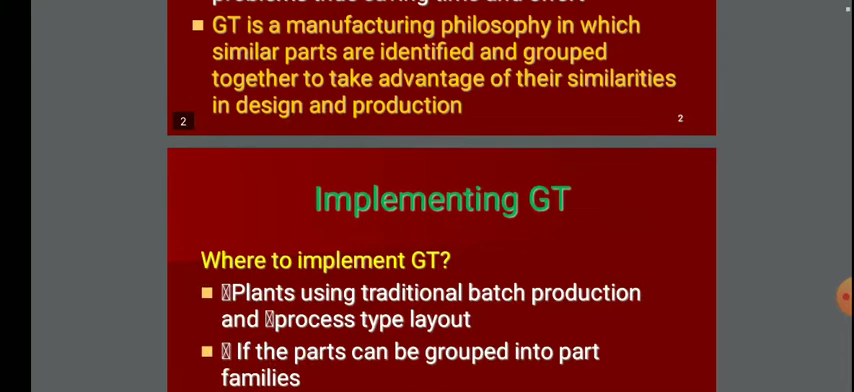 GT is a manufacturing philosophy in which
similar parts are identified and grouped
together to take advantage of their similarities
in design and production
2
2
Implementing GT
Where to implement GT?
Plants using traditional batch production
and process type layout
If the parts can be grouped into part
families